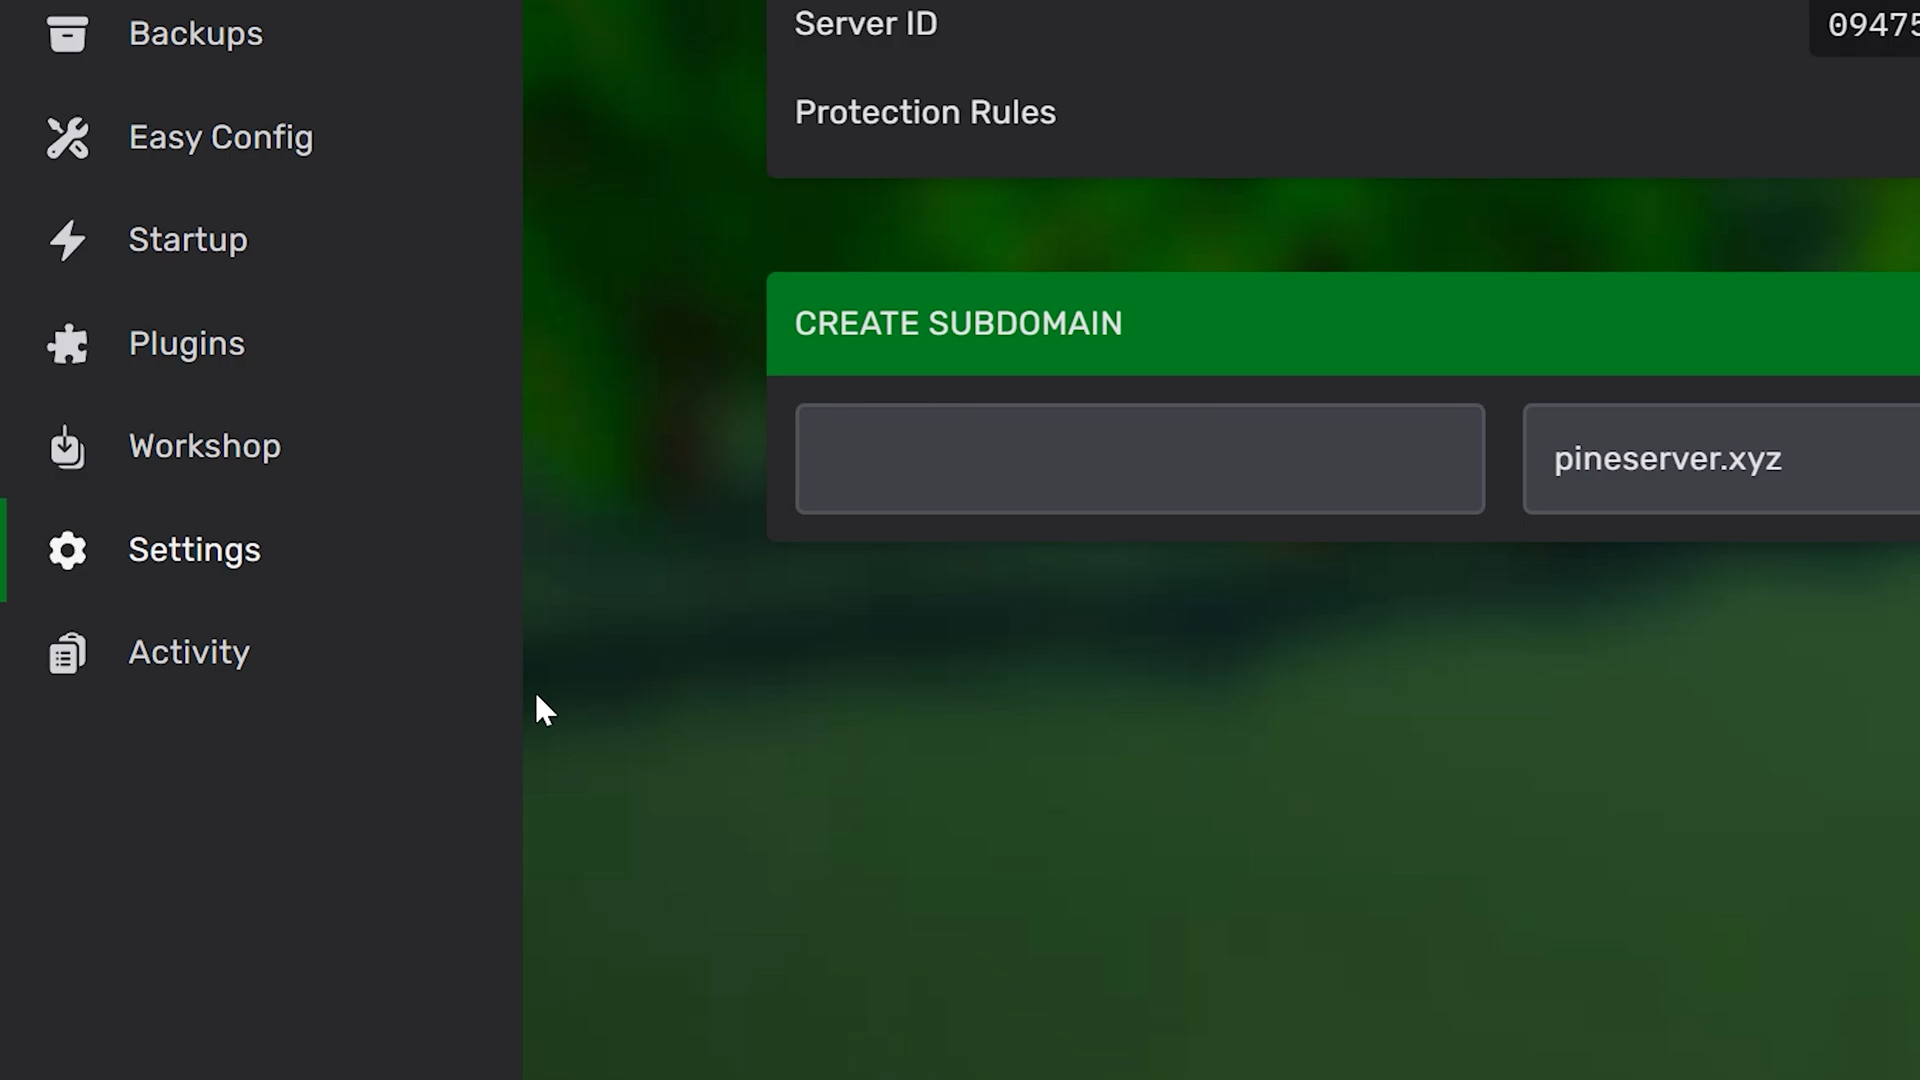 Backups
Easy Config
Startup
Plugins
Workshop
Settings
Activity
Server ID
09475
Protection Rules
CREATE SUBDOMAIN
pineserver.xyz